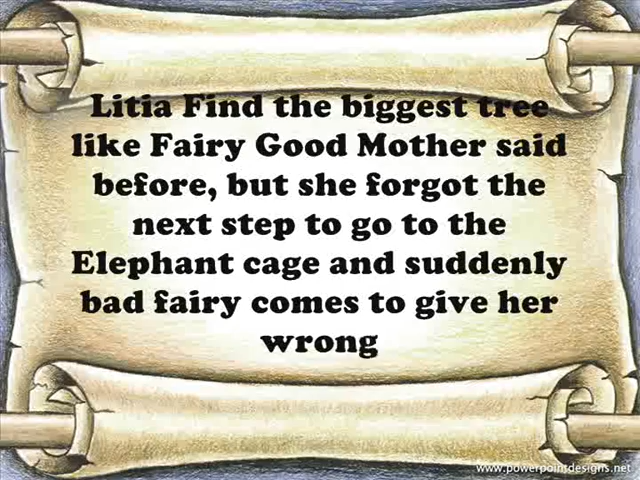 Litia Find the biggest tree
like Fairy Good Mother said
before, but she forgot the
next step to go to the
Elephant cage and suddenly
bad fairy comes to give her
wrong
www.powerpointdesigns.net